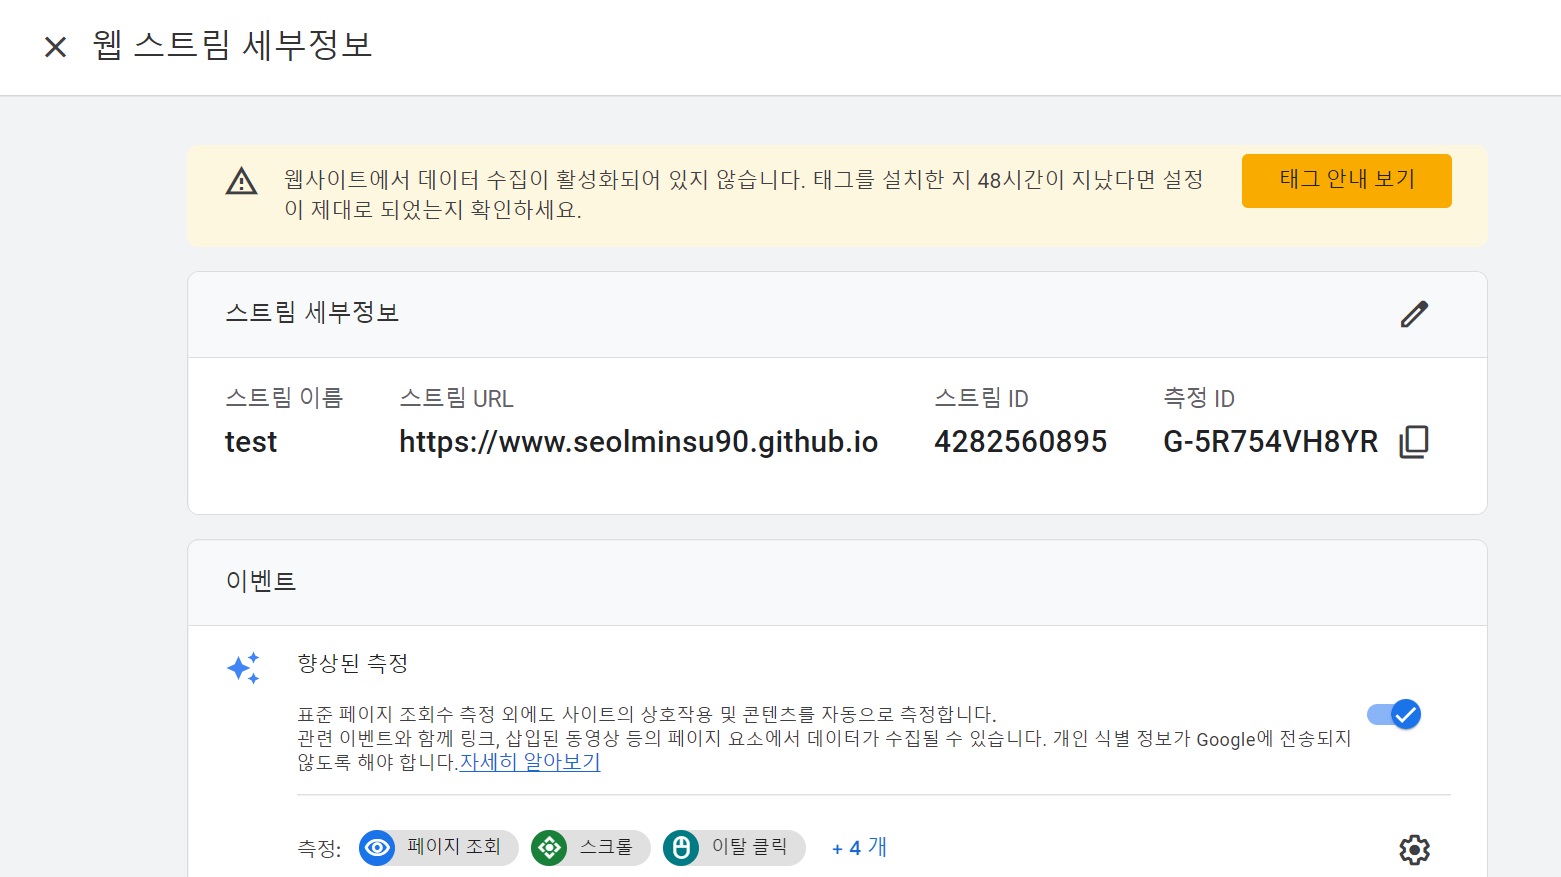 웹 스트림 세부정보
웹사이트에서 데이터 수집이 활성화되어 있지 않습니다. 태그를 설치한 지 48시간이 지났다면 설정
이 제대로 되었는지 확인하세요.
태그 안내 보기
스트림 세부정보
스트림 이름
test
스트림 URL
https://www.seolminsu90.github.io
스트림 ID
4282560895
측정 ID
G-5R754VH8YR
이벤트
향상된 측정
표준 페이지 조회수 측정 외에도 사이트의 상호작용 및 콘텐츠를 자동으로 측정합니다.
관련 이벤트와 함께 링크, 삽입된 동영상 등의 페이지 요소에서 데이터가 수집될 수 있습니다. 개인 식별 정보가 Google에 전송되지
않도록 해야 합니다.자세히 알아보기
측정: 페이지 조회 스크롤 이탈 클릭 + 4 개